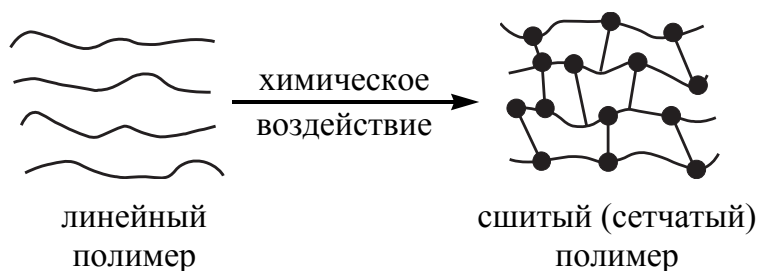 химическое
воздействие
линейный
полимер
сшитый (сетчатый)
полимер